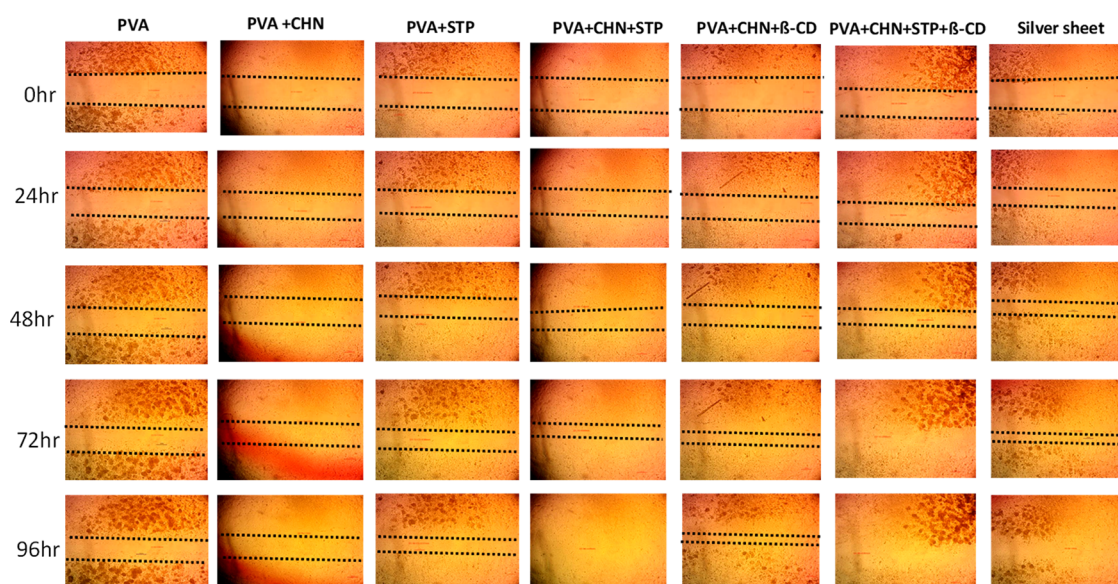 PVA PVA +CHN PVA+STP PVA+CHN+STP PVA+CHN+ß-CD PVA+CHN+STP+ß-CD Silver sheet
0hr
24hr
48hr
72hr
96hr